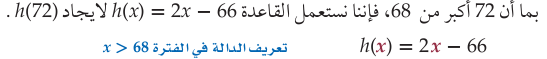 بما أن 72 أكبر من 68، فإننا نستعمل القاعدة h(x) = 2x − 66 لايجاد h(72) .
h(x) = 2x − 66 تعريف الدالة في الفترة x > 68